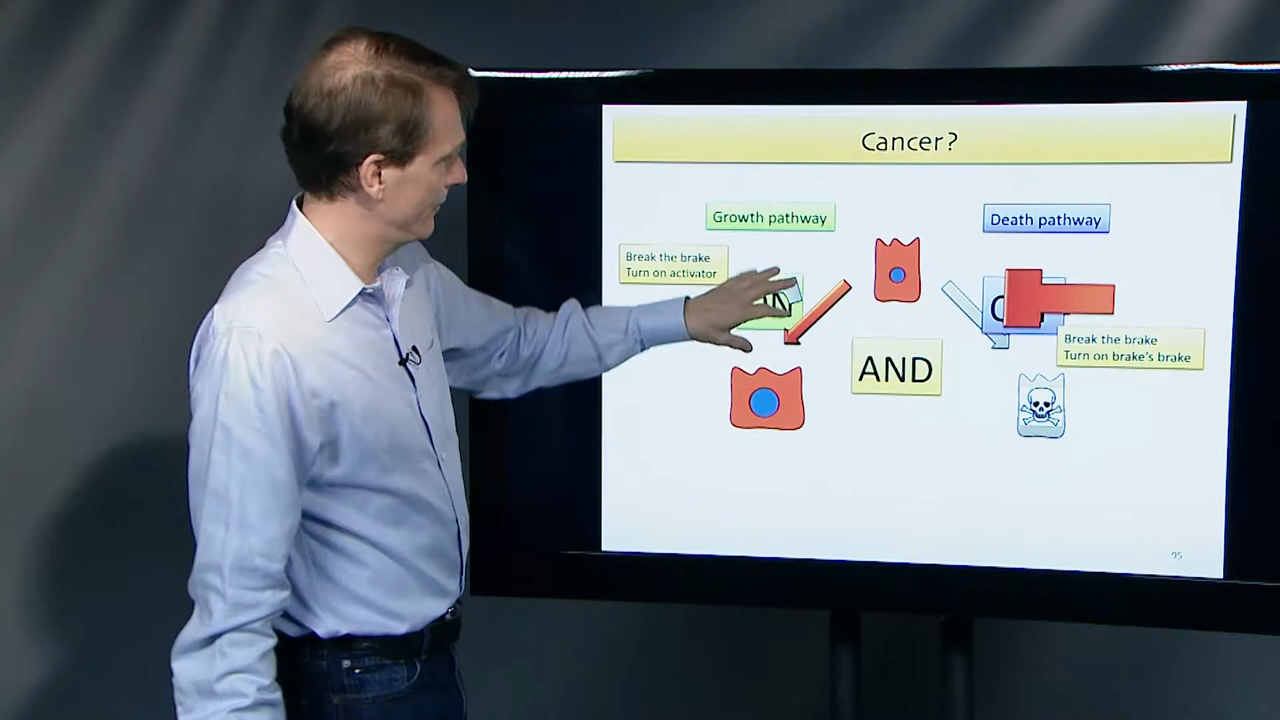 Cancer?
Growth pathway
Death pathway
Break the brake
Turn on activator
AND
Break the brake
Turn on brake's brake
95